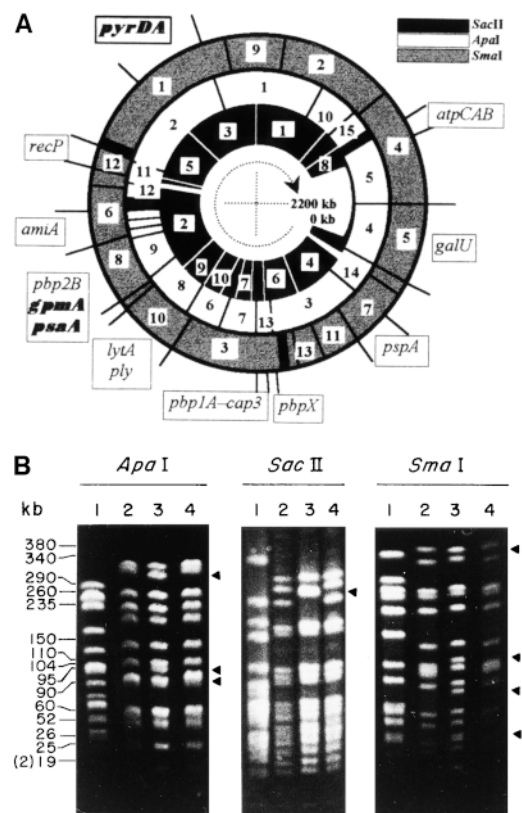 A
pyrDA
SacII
ApaI
SmaI
9
2
1
1
10
15
atpCAB
2
3
1
4
recP
12
5
8
11
12
2200 kb
0 kb
5
6
2
4
5
galU
amiA
8
9
9
4
14
pbp2B
gpmA
psaA
10
8
10
7
6
3
7
pspA
6
7
13
11
lytA
ply
3
13
pbp1A–cap3
pbpX
B
Apa I
Sac II
Sma I
kb
1 2 3 4
1 2 3 4
1 2 3 4
380
340
290
260
235
150
110
104
95
90
60
52
26
25
(2)19